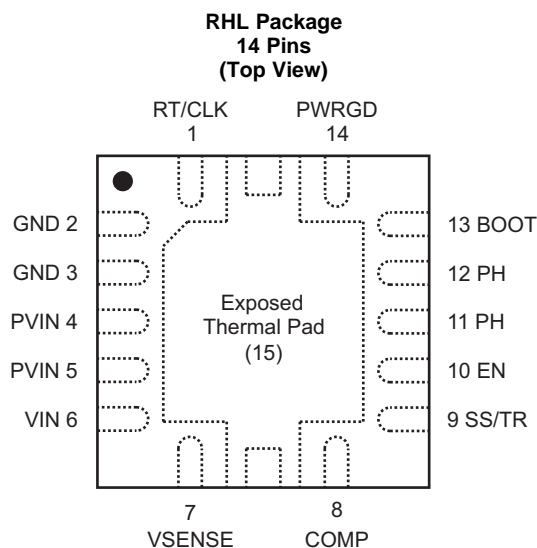 RHL Package
14 Pins
(Top View)
RT/CLK
1
PWRGD
14
GND 2
GND 3
PVIN 4
PVIN 5
VIN 6
Exposed
Thermal Pad
(15)
13 BOOT
12 PH
11 PH
10 EN
9 SS/TR
7
VSENSE
8
COMP